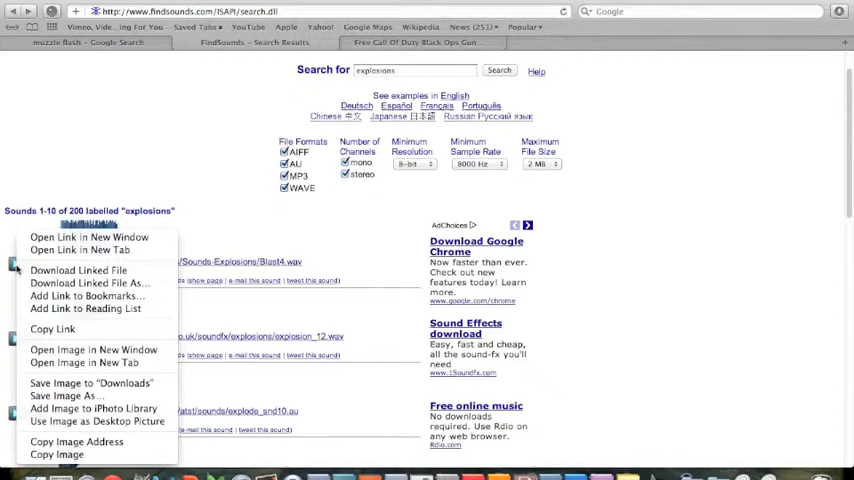 http://www.findsounds.com/ISAPI/search.dll
Google
Vimeo, Vide...ing For You
Saved Tabs
YouTube
Apple
Yahoo!
Google Maps
Wikipedia
News (251)
Popular
muzzle flash – Google Search
FindSounds – Search Results
Free Call Of Duty Black Ops Gun...
Search for
explosions
Search
Help
See examples in English
Deutsch Español Français Português
Chinese 中文 Japanese 日本語 Russian Русский язык
File Formats
AIFF
AU
MP3
WAVE
Number of
Channels
mono
stereo
Minimum
Resolution
8-bit
Minimum
Sample Rate
8000 Hz
Maximum
File Size
2 MB
Sounds 1-10 of 200 labelled "explosions"
Open Link in New Window
Open Link in New Tab
Download Linked File
Download Linked File As...
Add Link to Bookmarks...
Add Link to Reading List
Copy Link
Open Image in New Window
Open Image in New Tab
Save Image to "Downloads"
Save Image As...
Add Image to iPhoto Library
Use Image as Desktop Picture
Copy Image Address
Copy Image
/Sounds-Explosions/Blast4.wav
(show page | e-mail this sound) (tweet this sound)
o.uk/soundfx/explosions/explosion_12.wav
(show page | e-mail this sound) (tweet this sound)
/atst/sounds/explode_snd10.au
(show page | e-mail this sound) (tweet this sound)
AdChoices
Download Google
Chrome
Now faster than ever.
Check out new
features today!
www.google.com/chrome
Sound Effects
download
Easy, fast and cheap,
all the sound-fx you'll
need
www.1Soundfx.com
Free online music
No downloads
required. Use Rdio on
any web browser.
Rdio.com